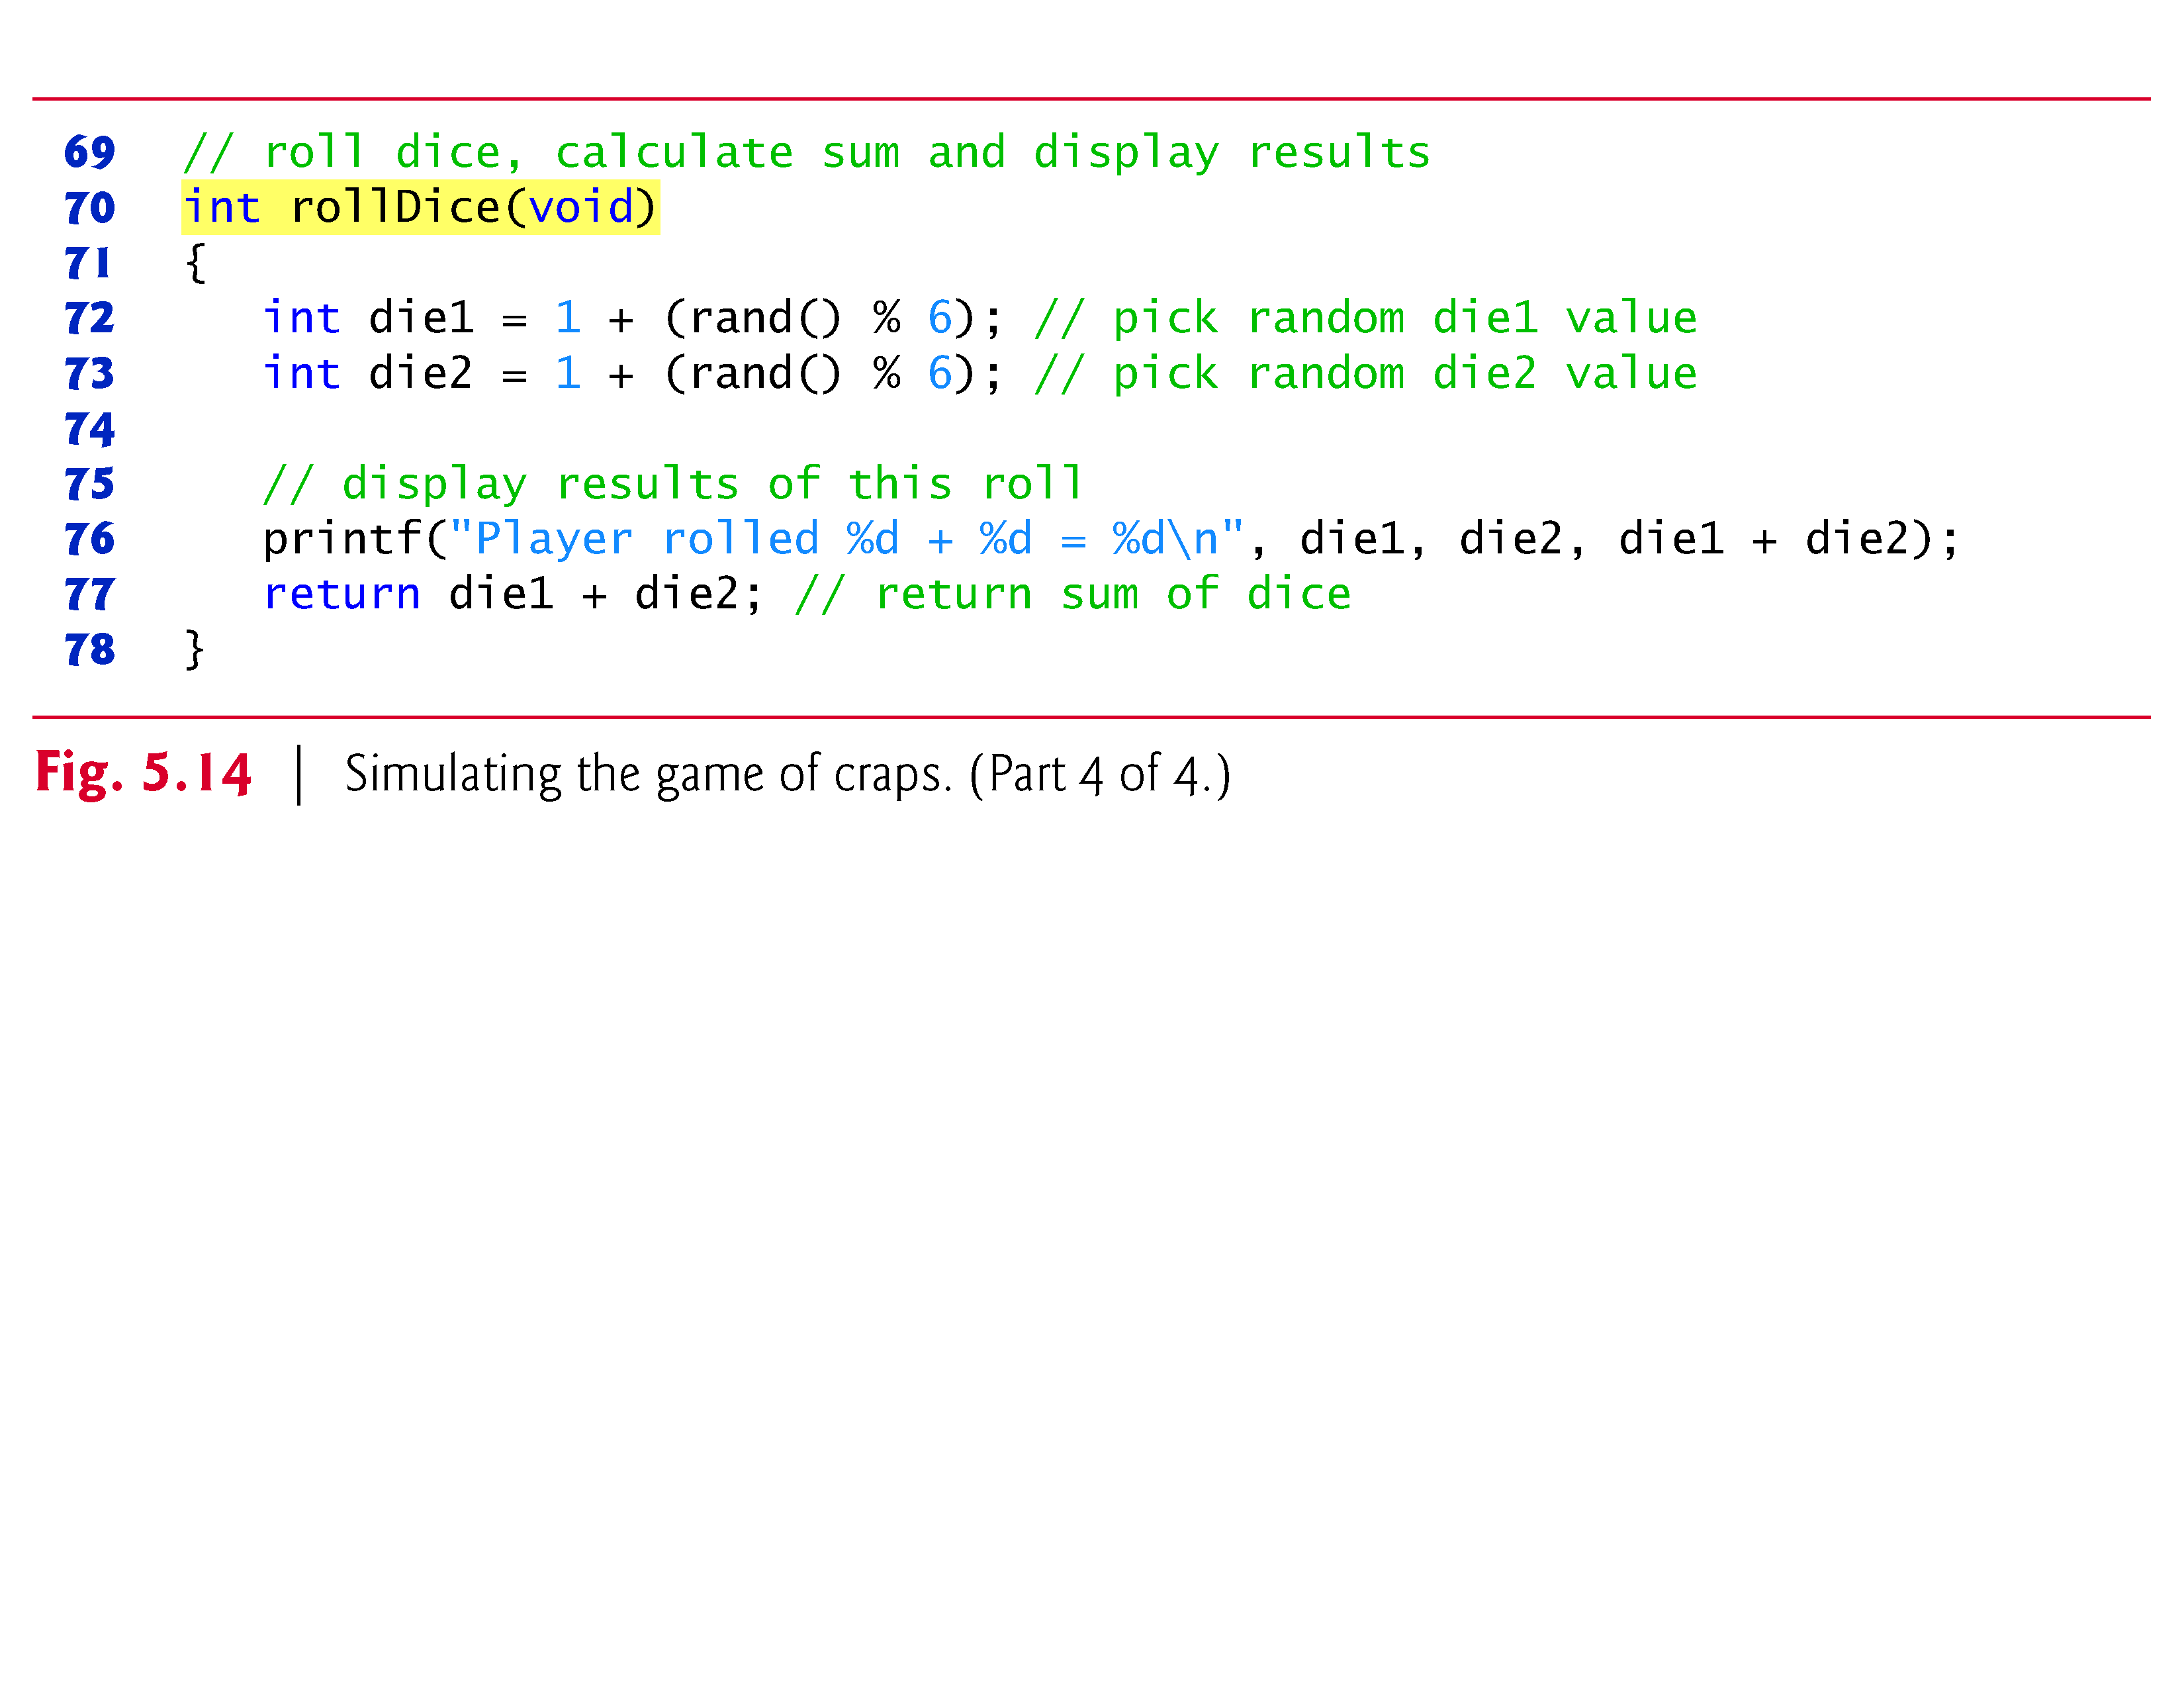 69 // roll dice, calculate sum and display results
70 int rollDice(void)
71 {
72 int die1 = 1 + (rand() % 6); // pick random die1 value
73 int die2 = 1 + (rand() % 6); // pick random die2 value
74
75 // display results of this roll
76 printf("Player rolled %d + %d = %d\n", die1, die2, die1 + die2);
77 return die1 + die2; // return sum of dice
78 }
Fig. 5.14 | Simulating the game of craps. (Part 4 of 4.)